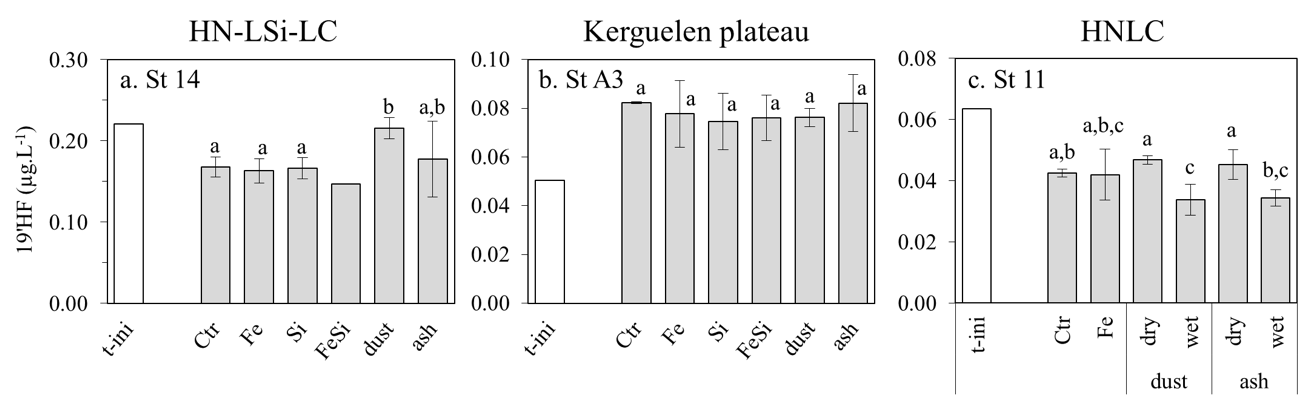 HN-LSi-LC
Kerguelen plateau
HNLC
19'HF (µg.L⁻¹)
a. St 14
0.30
0.20
0.10
0.00
a
a
a
b
a,b
t-ini
Ctr
Fe
Si
FeSi
dust
ash
b. St A3
0.10
0.08
0.06
0.04
0.02
0.00
a
a
a
a
a
a
t-ini
Ctr
Fe
Si
FeSi
dust
ash
c. St 11
0.08
0.06
0.04
0.02
0.00
a,b
a,b,c
a
c
a
b,c
t-ini
Ctr
Fe
dry
wet
dry
wet
dust
ash